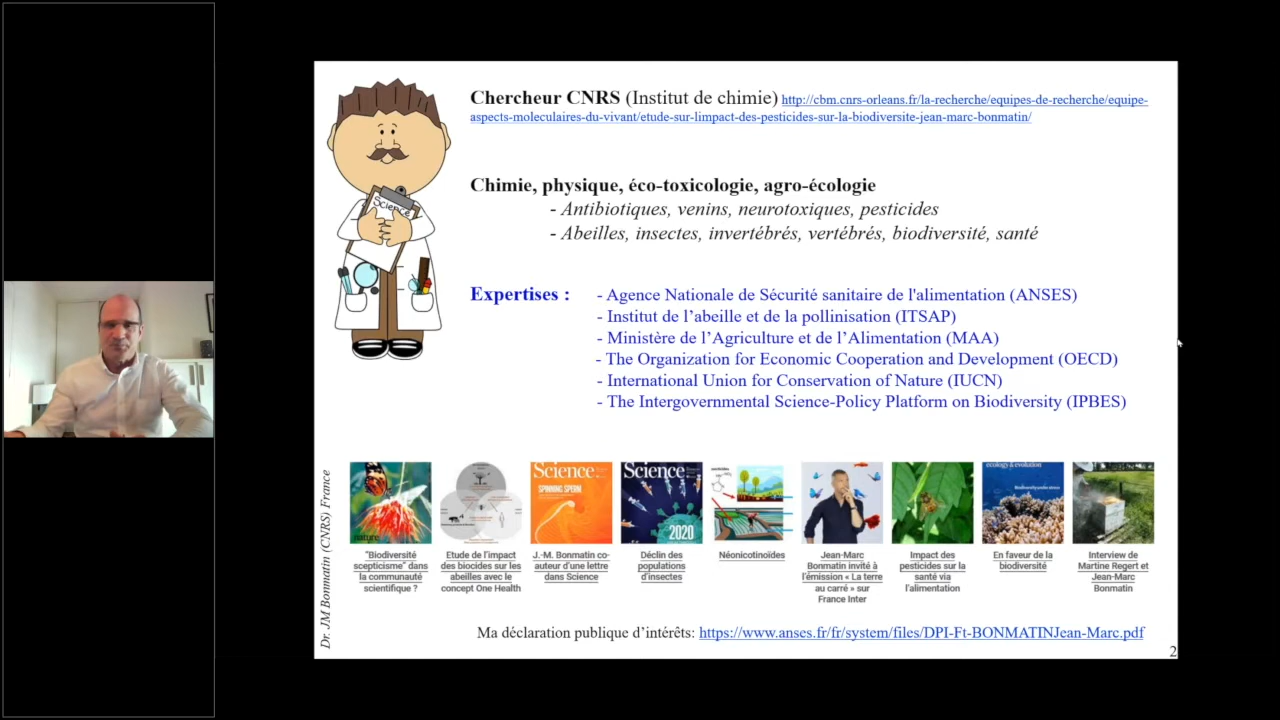 Chercheur CNRS (Institut de chimie) http://cbm.cnrs-orleans.fr/la-recherche/equipes-de-recherche/equipe-
aspects-moleculaires-du-vivant/etude-sur-limpact-des-pesticides-sur-la-biodiversite-jean-marc-bonmatin/
Science
Chimie, physique, éco-toxicologie, agro-écologie
- Antibiotiques, venins, neurotoxiques, pesticides
- Abeilles, insectes, invertébrés, vertébrés, biodiversité, santé
Expertises :
- Agence Nationale de Sécurité sanitaire de l'alimentation (ANSES)
- Institut de l'abeille et de la pollinisation (ITSAP)
- Ministère de l'Agriculture et de l'Alimentation (MAA)
- The Organization for Economic Cooperation and Development (OECD)
- International Union for Conservation of Nature (IUCN)
- The Intergovernmental Science-Policy Platform on Biodiversity (IPBES)
Dr. JM Bonmatin (CNRS) France
nature
Science
SPINNING SPERM
Science
2020
ecology & evolution
Biodiversity under stress
"Biodiversité
scepticisme" dans
la communauté
scientifique ?
Etude de l'impact
des biocides sur les
abeilles avec le
concept One Health
J.-M. Bonmatin co-
auteur d'une lettre
dans Science
Déclin des
populations
d'insectes
Néonicotinoïdes
Jean-Marc
Bonmatin invité à
l'émission « La terre
au carré » sur
France Inter
Impact des
pesticides sur la
santé via
l'alimentation
En faveur de la
biodiversité
Interview de
Martine Regert et
Jean-Marc
Bonmatin
Ma déclaration publique d'intérêts: https://www.anses.fr/fr/system/files/DPI-Ft-BONMATINJean-Marc.pdf
2